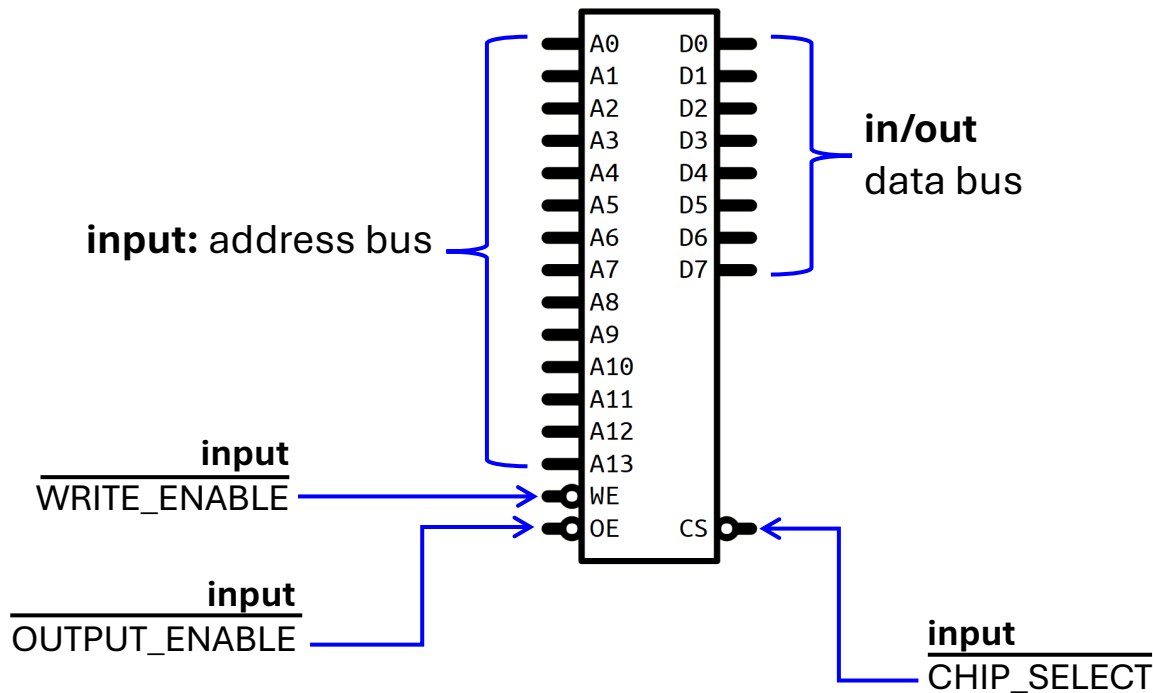 A0 D0
A1 D1
A2 D2
A3 D3
A4 D4
A5 D5
A6 D6
A7 D7
A8
A9
A10
A11
A12
A13
WE
OE CS
in/out
data bus
input: address bus
input
WRITE_ENABLE
input
OUTPUT_ENABLE
input
CHIP_SELECT